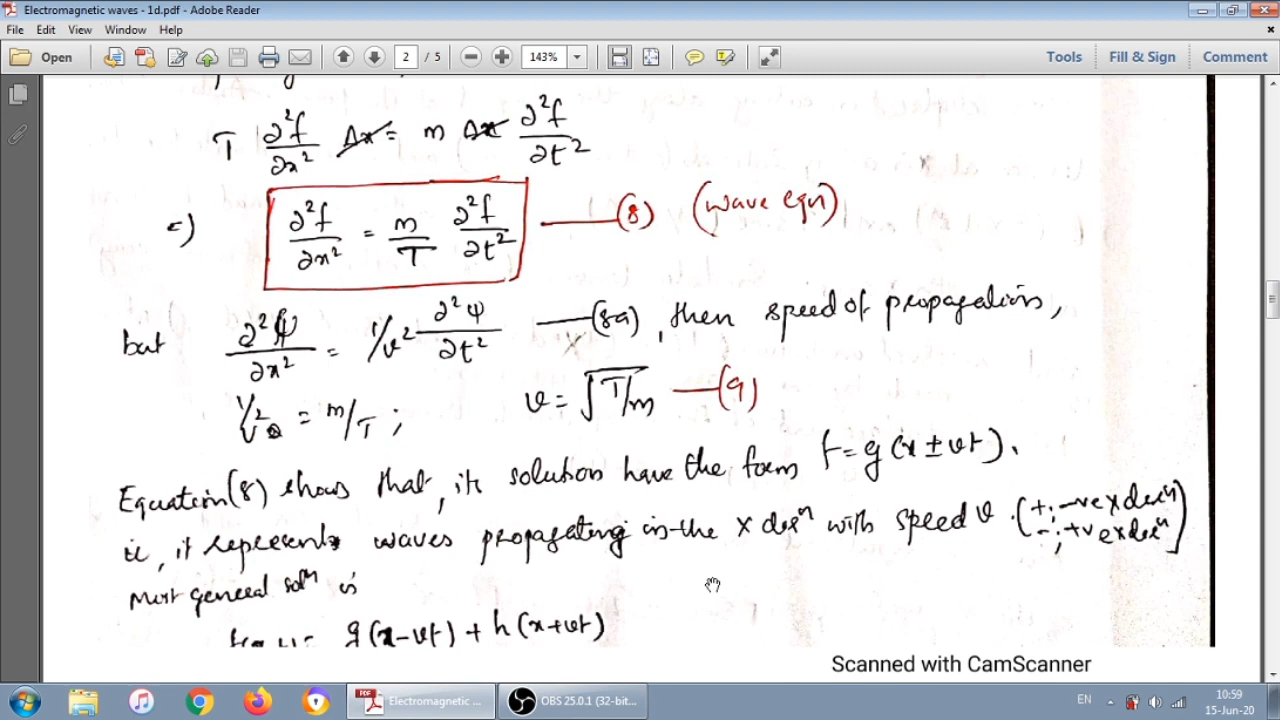 Electromagnetic waves - 1d.pdf - Adobe Reader
File Edit View Window Help
Open 2 / 5 143% Tools Fill & Sign Comment
T ∂²f/∂x² Δx = m Δx ∂²f/∂t²
=) ∂²f/∂x² = m/T ∂²f/∂t² —(8) (wave eqn)
but ∂²ψ/∂x² = 1/v² ∂²ψ/∂t² —(8a), then speed of propagation,
1/v² = m/T; v = √T/m —(9)
Equation (8) shows that, its solution have the form f = g(x ± vt).
ie, it represents waves propagating in the x dirⁿ with speed v. (+; -ve x dirⁿ
-; +ve x dirⁿ)
Most general solⁿ is
g(x-vt) + h(x+vt)
Scanned with CamScanner
Electromagnetic ... OBS 25.0.1 (32-bit... EN 10:59
15-Jun-20